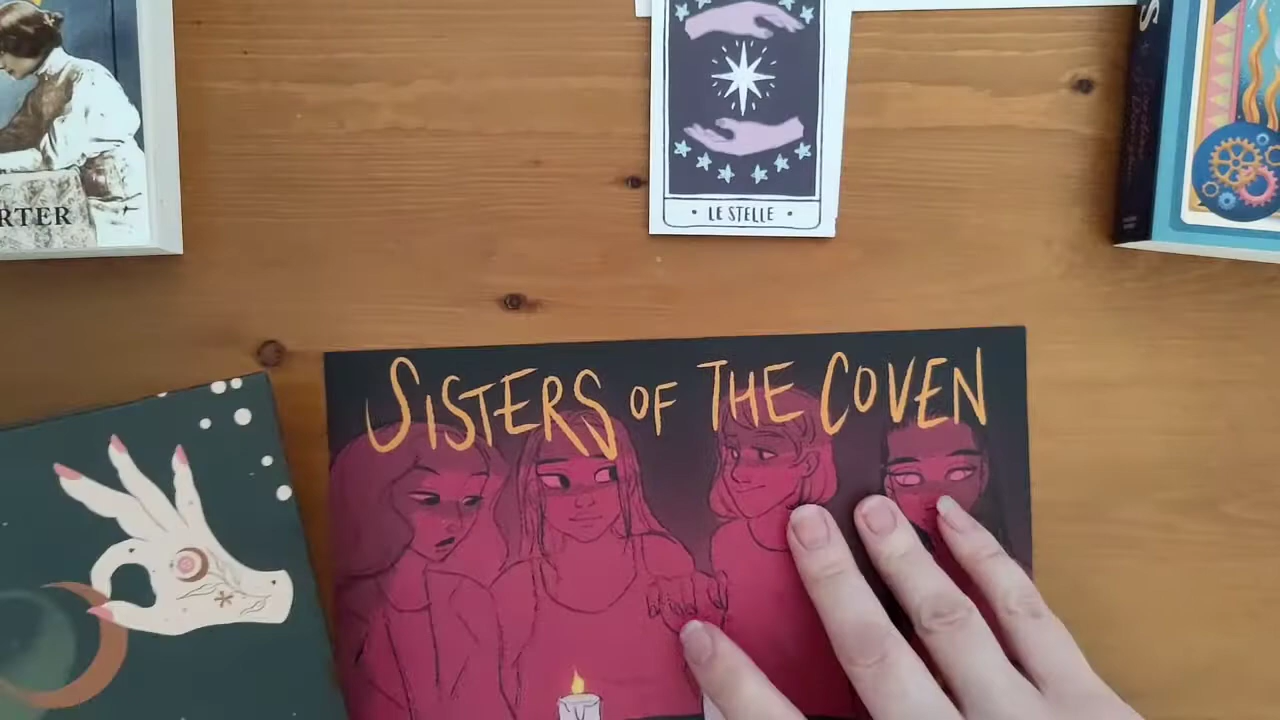 RTER
• LE STELLE •
S
SISTERS OF THE COVEN